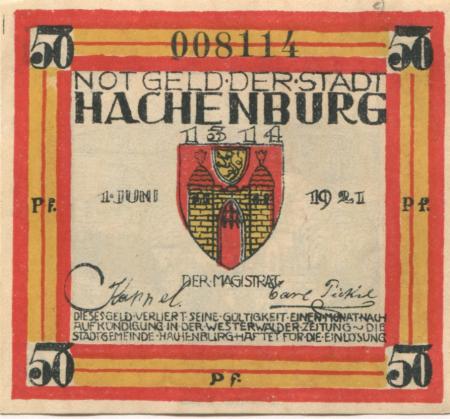 50 008114 50
NOTGELD·DER·STADT
HACHENBURG
1314
1·JUNI 1921
Pf. Pf.
DER·MAGISTRAT
DIESES·GELD·VERLIERT·SEINE·GÜLTIGKEIT·EINEN·MONAT·NACH
AUFKÜNDIGUNG·IN·DER·WESTERWÄLDER·ZEITUNG~DIE
STADTGEMEINDE·HACHENBURG·HAFTET·FÜR·DIE·EINLÖSUNG
50 Pf. 50